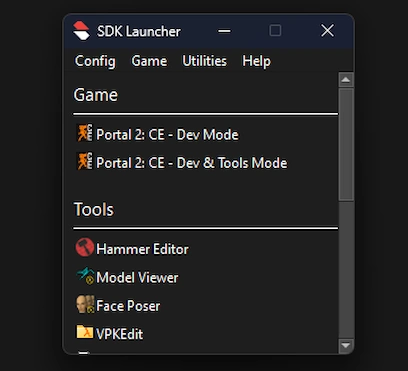 SDK Launcher
Config Game Utilities Help
Game
Portal 2: CE - Dev Mode
Portal 2: CE - Dev & Tools Mode
Tools
Hammer Editor
Model Viewer
Face Poser
VPKEdit